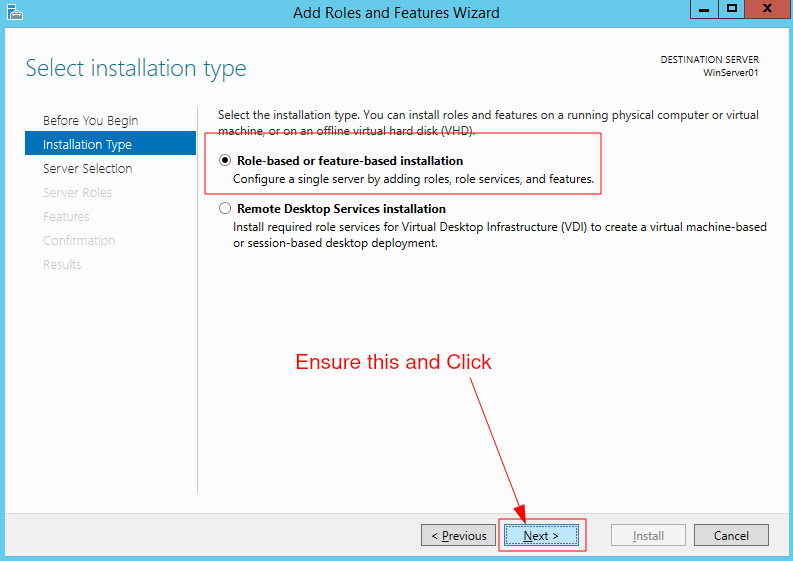 Add Roles and Features Wizard
Select installation type
DESTINATION SERVER
WinServer01
Before You Begin
Installation Type
Server Selection
Server Roles
Features
Confirmation
Results
Select the installation type. You can install roles and features on a running physical computer or virtual
machine, or on an offline virtual hard disk (VHD).
Role-based or feature-based installation
Configure a single server by adding roles, role services, and features.
Remote Desktop Services installation
Install required role services for Virtual Desktop Infrastructure (VDI) to create a virtual machine-based
or session-based desktop deployment.
Ensure this and Click
< Previous
Next >
Install
Cancel